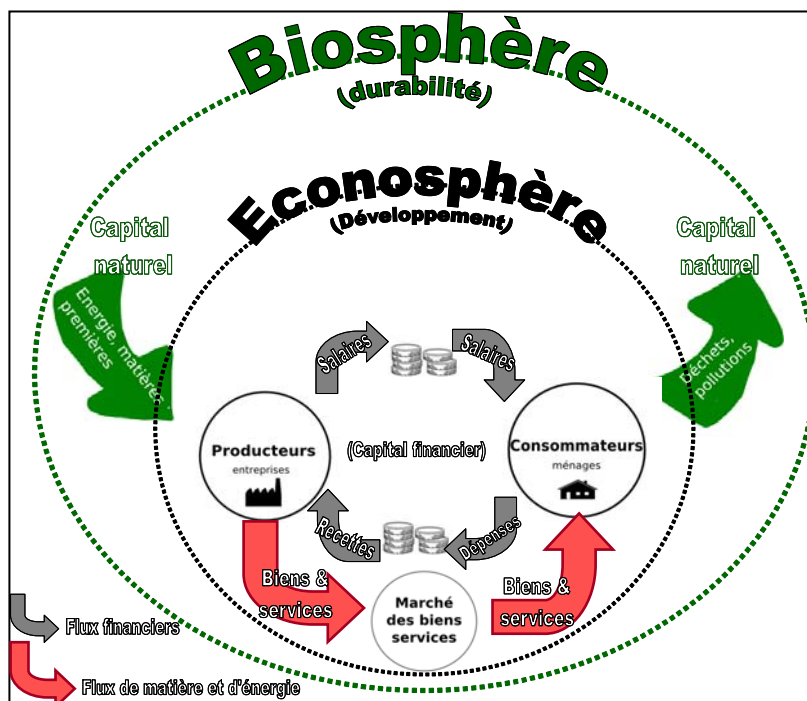 Biosphère
(durabilité)
Econosphère
(Développement)
Capital
naturel
Capital
naturel
Energie, matières
premières
Déchets,
pollutions
Salaires
Salaires
Producteurs
entreprises
(Capital financier)
Consommateurs
ménages
Recettes
Dépenses
Biens &
services
Biens &
services
Marché
des biens
services
Flux financiers
Flux de matière et d'énergie